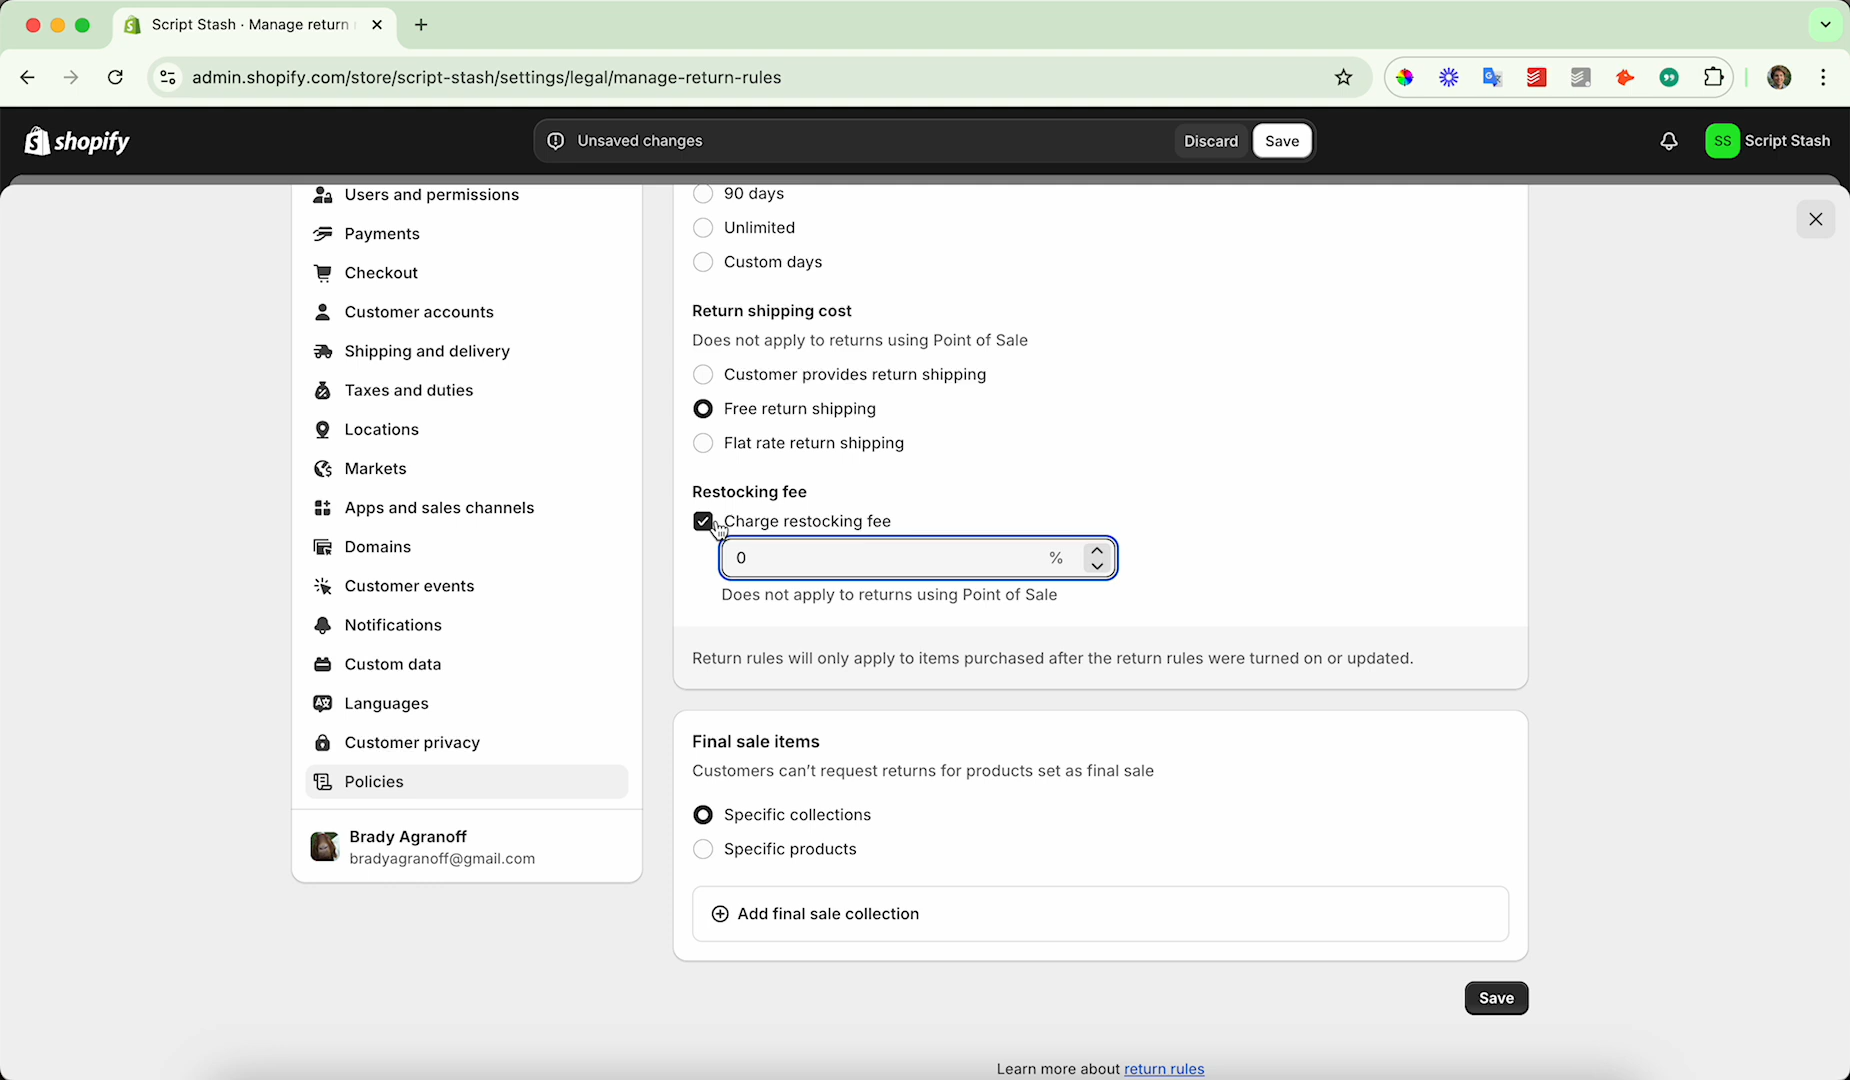 Script Stash · Manage return
admin.shopify.com/store/script-stash/settings/legal/manage-return-rules
shopify
Unsaved changes
Discard
Save
SS
Script Stash
Users and permissions
Payments
Checkout
Customer accounts
Shipping and delivery
Taxes and duties
Locations
Markets
Apps and sales channels
Domains
Customer events
Notifications
Custom data
Languages
Customer privacy
Policies
Brady Agranoff
bradyagranoff@gmail.com
90 days
Unlimited
Custom days
Return shipping cost
Does not apply to returns using Point of Sale
Customer provides return shipping
Free return shipping
Flat rate return shipping
Restocking fee
Charge restocking fee
0 %
Does not apply to returns using Point of Sale
Return rules will only apply to items purchased after the return rules were turned on or updated.
Final sale items
Customers can’t request returns for products set as final sale
Specific collections
Specific products
Add final sale collection
Save
Learn more about return rules